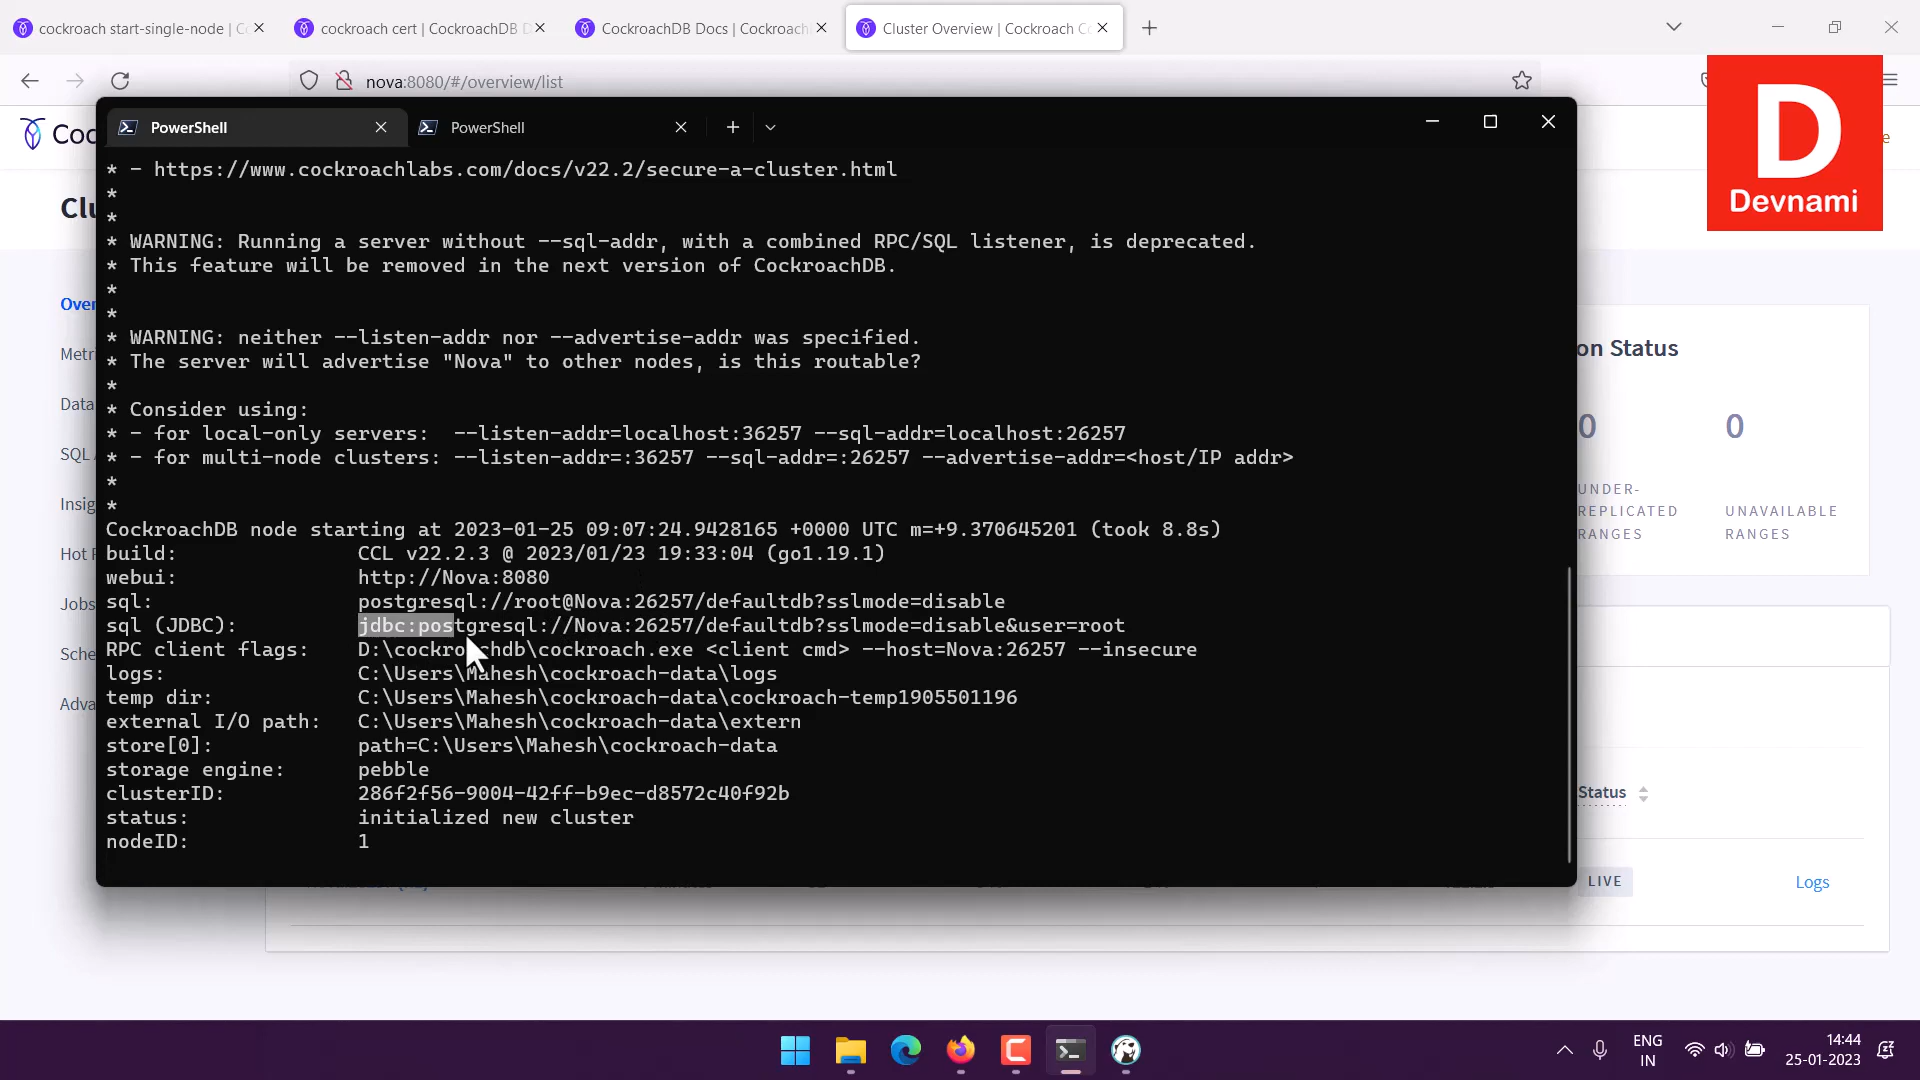 cockroach start-single-node | C
cockroach cert | CockroachDB D
CockroachDB Docs | Cockroach
Cluster Overview | Cockroach C
nova:8080/#/overview/list
D
Devnami
Coc
PowerShell
PowerShell
Clu
* - https://www.cockroachlabs.com/docs/v22.2/secure-a-cluster.html
*
*
* WARNING: Running a server without --sql-addr, with a combined RPC/SQL listener, is deprecated.
* This feature will be removed in the next version of CockroachDB.
*
*
* WARNING: neither --listen-addr nor --advertise-addr was specified.
* The server will advertise "Nova" to other nodes, is this routable?
*
* Consider using:
* - for local-only servers:  --listen-addr=localhost:36257 --sql-addr=localhost:26257
* - for multi-node clusters: --listen-addr=:36257 --sql-addr=:26257 --advertise-addr=<host/IP addr>
*
*
CockroachDB node starting at 2023-01-25 09:07:24.9428165 +0000 UTC m=+9.370645201 (took 8.8s)
build: CCL v22.2.3 @ 2023/01/23 19:33:04 (go1.19.1)
webui: http://Nova:8080
sql: postgresql://root@Nova:26257/defaultdb?sslmode=disable
sql (JDBC): jdbc:postgresql://Nova:26257/defaultdb?sslmode=disable&user=root
RPC client flags: D:\cockroachdb\cockroach.exe <client cmd> --host=Nova:26257 --insecure
logs: C:\Users\Mahesh\cockroach-data\logs
temp dir: C:\Users\Mahesh\cockroach-data\cockroach-temp1905501196
external I/O path: C:\Users\Mahesh\cockroach-data\extern
store[0]: path=C:\Users\Mahesh\cockroach-data
storage engine: pebble
clusterID: 286f2f56-9004-42ff-b9ec-d8572c40f92b
status: initialized new cluster
nodeID: 1
Over
Metri
Data
SQL
Insig
Hot R
Jobs
Sche
Adva
on Status
0 0
UNDER-
REPLICATED
RANGES
UNAVAILABLE
RANGES
Status
LIVE
Logs
ENG
IN
14:44
25-01-2023